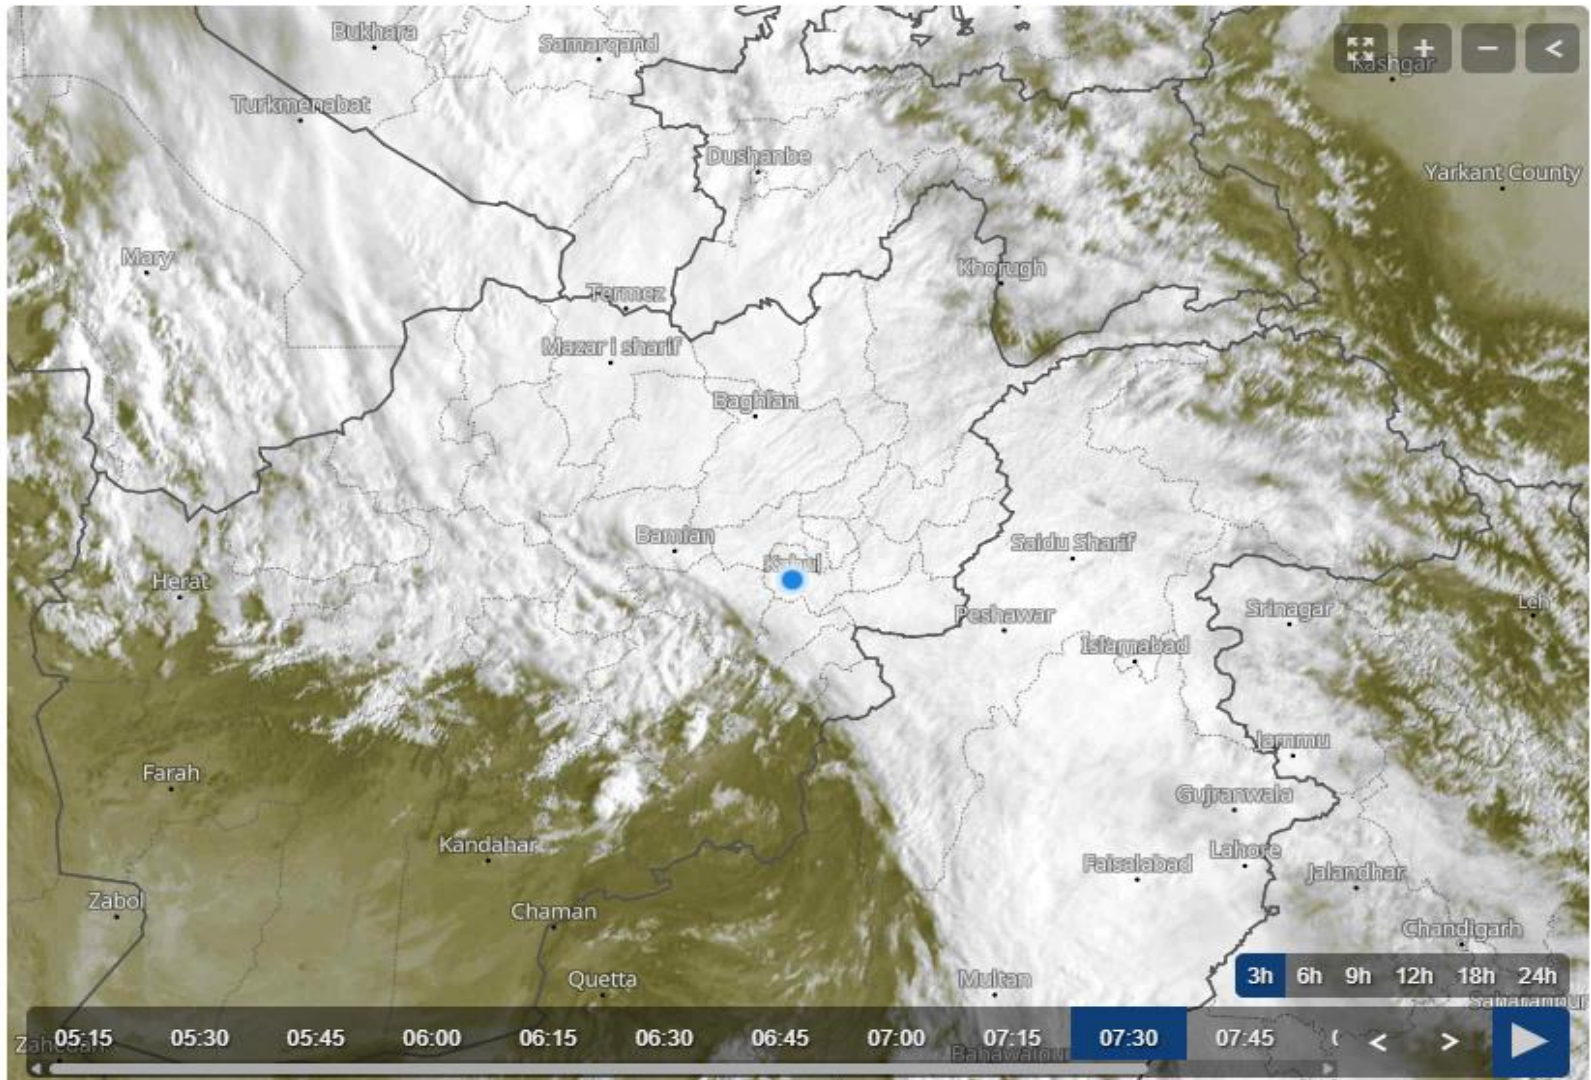 Bukhara
Samarqand
Kashgar
Turkmenabat
Dushanbe
Yarkant County
Mary
Khorugh
Termez
Mazar I sharif
Baghlan
Bamian
Saidu Sharif
Kabul
Herat
Leh
Srinagar
Peshawar
Islamabad
Jammu
Farah
Gujranwala
Kandahar
Lahore
Faisalabad
Jalandhar
Zabol
Chaman
Chandigarh
Quetta
Multan
3h 6h 9h 12h 18h 24h
Saharanpur
05:15 05:30 05:45 06:00 06:15 06:30 06:45 07:00 07:15 07:30 07:45
Zahedan
Bahawalpur